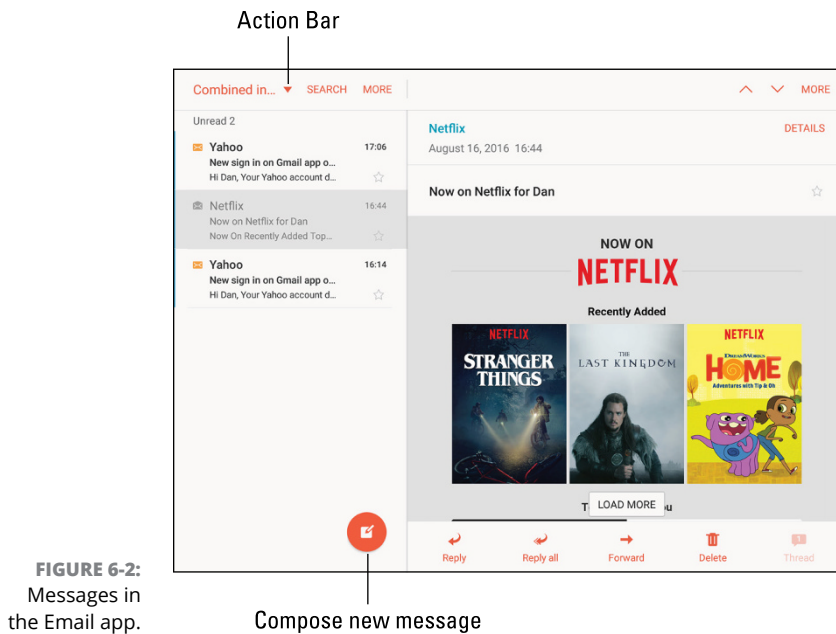 Action Bar
Combined in... SEARCH MORE
MORE
Unread 2
Yahoo 17:06
New sign in on Gmail app o...
Hi Dan, Your Yahoo account d...
Netflix 16:44
Now on Netflix for Dan
Now On Recently Added Top...
Yahoo 16:14
New sign in on Gmail app o...
Hi Dan, Your Yahoo account d...
Netflix DETAILS
August 16, 2016 16:44
Now on Netflix for Dan
NOW ON
NETFLIX
Recently Added
NETFLIX
STRANGER
THINGS
THE
LAST KINGDOM
NETFLIX
DREAMWORKS
HOME
Adventures with Tip & Oh
LOAD MORE
Reply
Reply all
Forward
Delete
Thread
Compose new message
FIGURE 6-2:
Messages in
the Email app.